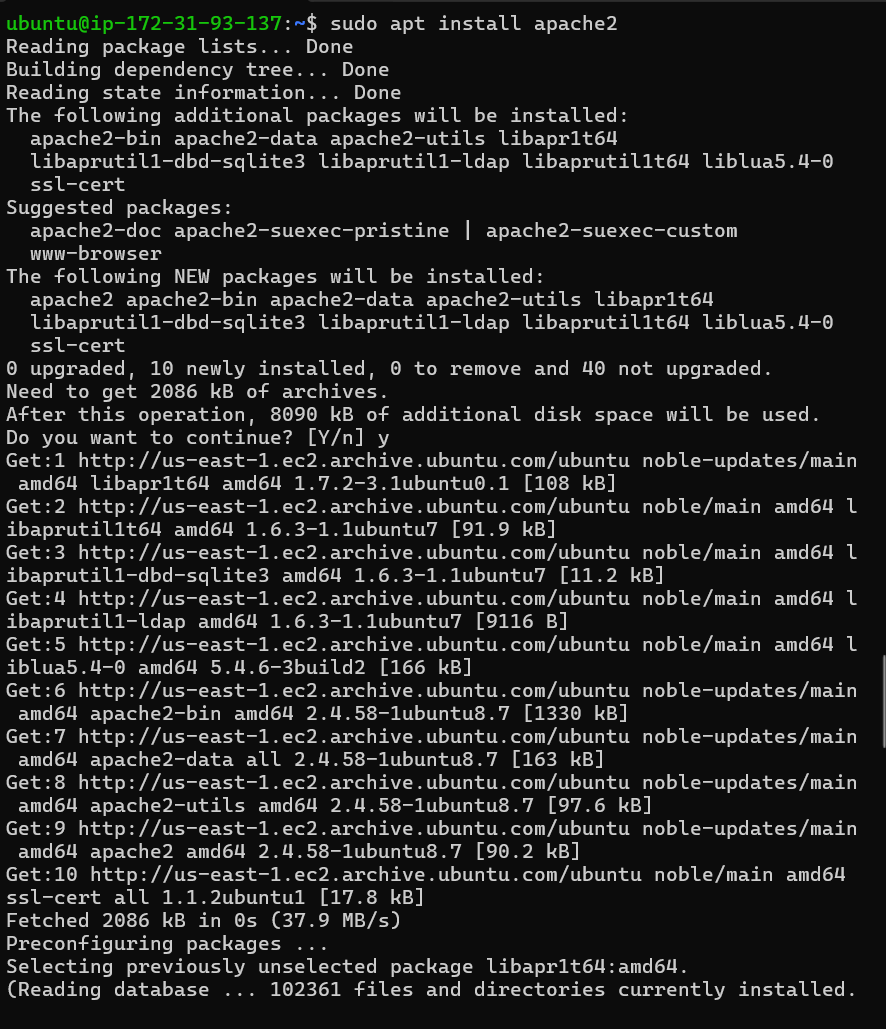 ubuntu@ip-172-31-93-137:~$ sudo apt install apache2
Reading package lists... Done
Building dependency tree... Done
Reading state information... Done
The following additional packages will be installed:
  apache2-bin apache2-data apache2-utils libapr1t64
  libaprutil1-dbd-sqlite3 libaprutil1-ldap libaprutil1t64 liblua5.4-0
  ssl-cert
Suggested packages:
  apache2-doc apache2-suexec-pristine | apache2-suexec-custom
  www-browser
The following NEW packages will be installed:
  apache2 apache2-bin apache2-data apache2-utils libapr1t64
  libaprutil1-dbd-sqlite3 libaprutil1-ldap libaprutil1t64 liblua5.4-0
  ssl-cert
0 upgraded, 10 newly installed, 0 to remove and 40 not upgraded.
Need to get 2086 kB of archives.
After this operation, 8090 kB of additional disk space will be used.
Do you want to continue? [Y/n] y
Get:1 http://us-east-1.ec2.archive.ubuntu.com/ubuntu noble-updates/main
 amd64 libapr1t64 amd64 1.7.2-3.1ubuntu0.1 [108 kB]
Get:2 http://us-east-1.ec2.archive.ubuntu.com/ubuntu noble/main amd64 l
ibaprutil1t64 amd64 1.6.3-1.1ubuntu7 [91.9 kB]
Get:3 http://us-east-1.ec2.archive.ubuntu.com/ubuntu noble/main amd64 l
ibaprutil1-dbd-sqlite3 amd64 1.6.3-1.1ubuntu7 [11.2 kB]
Get:4 http://us-east-1.ec2.archive.ubuntu.com/ubuntu noble/main amd64 l
ibaprutil1-ldap amd64 1.6.3-1.1ubuntu7 [9116 B]
Get:5 http://us-east-1.ec2.archive.ubuntu.com/ubuntu noble/main amd64 l
iblua5.4-0 amd64 5.4.6-3build2 [166 kB]
Get:6 http://us-east-1.ec2.archive.ubuntu.com/ubuntu noble-updates/main
 amd64 apache2-bin amd64 2.4.58-1ubuntu8.7 [1330 kB]
Get:7 http://us-east-1.ec2.archive.ubuntu.com/ubuntu noble-updates/main
 amd64 apache2-data all 2.4.58-1ubuntu8.7 [163 kB]
Get:8 http://us-east-1.ec2.archive.ubuntu.com/ubuntu noble-updates/main
 amd64 apache2-utils amd64 2.4.58-1ubuntu8.7 [97.6 kB]
Get:9 http://us-east-1.ec2.archive.ubuntu.com/ubuntu noble-updates/main
 amd64 apache2 amd64 2.4.58-1ubuntu8.7 [90.2 kB]
Get:10 http://us-east-1.ec2.archive.ubuntu.com/ubuntu noble/main amd64
ssl-cert all 1.1.2ubuntu1 [17.8 kB]
Fetched 2086 kB in 0s (37.9 MB/s)
Preconfiguring packages ...
Selecting previously unselected package libapr1t64:amd64.
(Reading database ... 102361 files and directories currently installed.